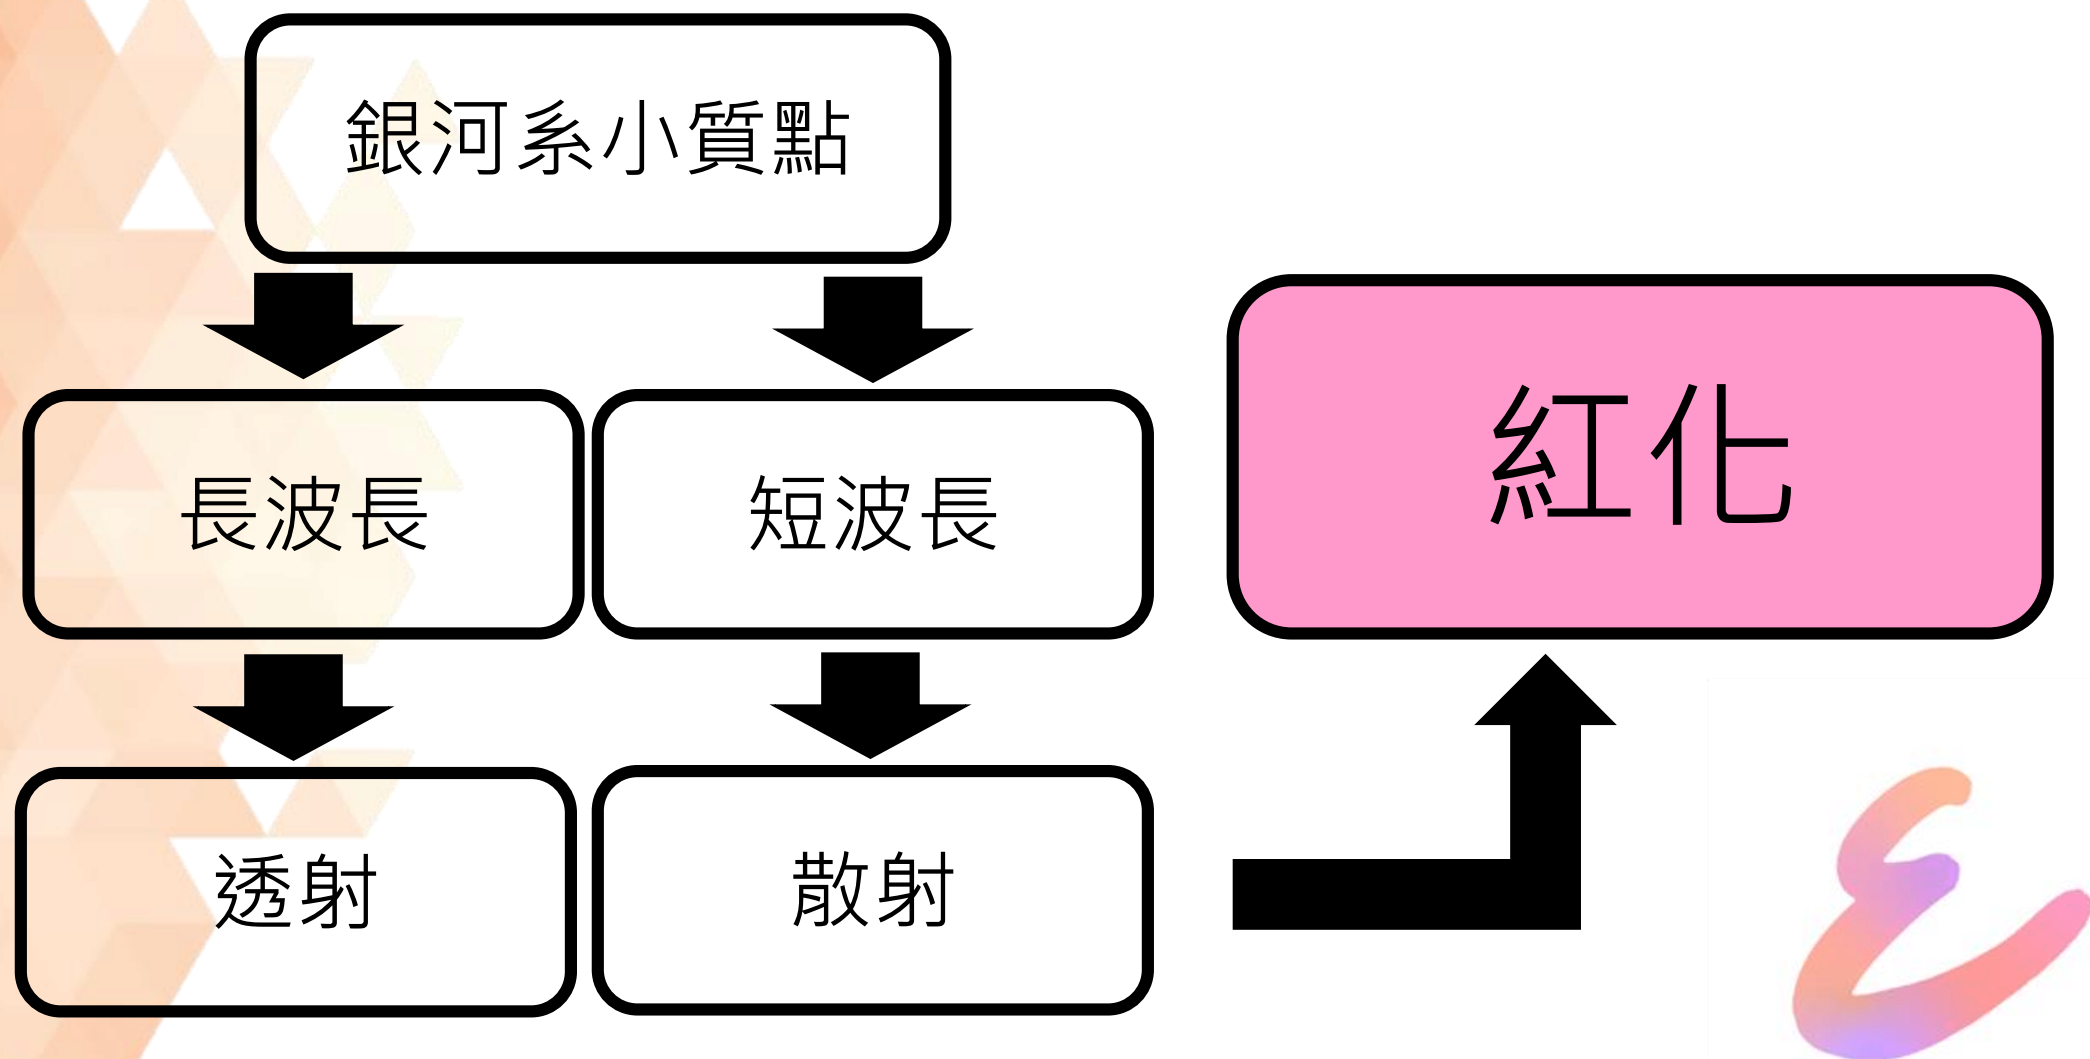 銀河系小質點
長波長
短波長
紅化
透射
散射